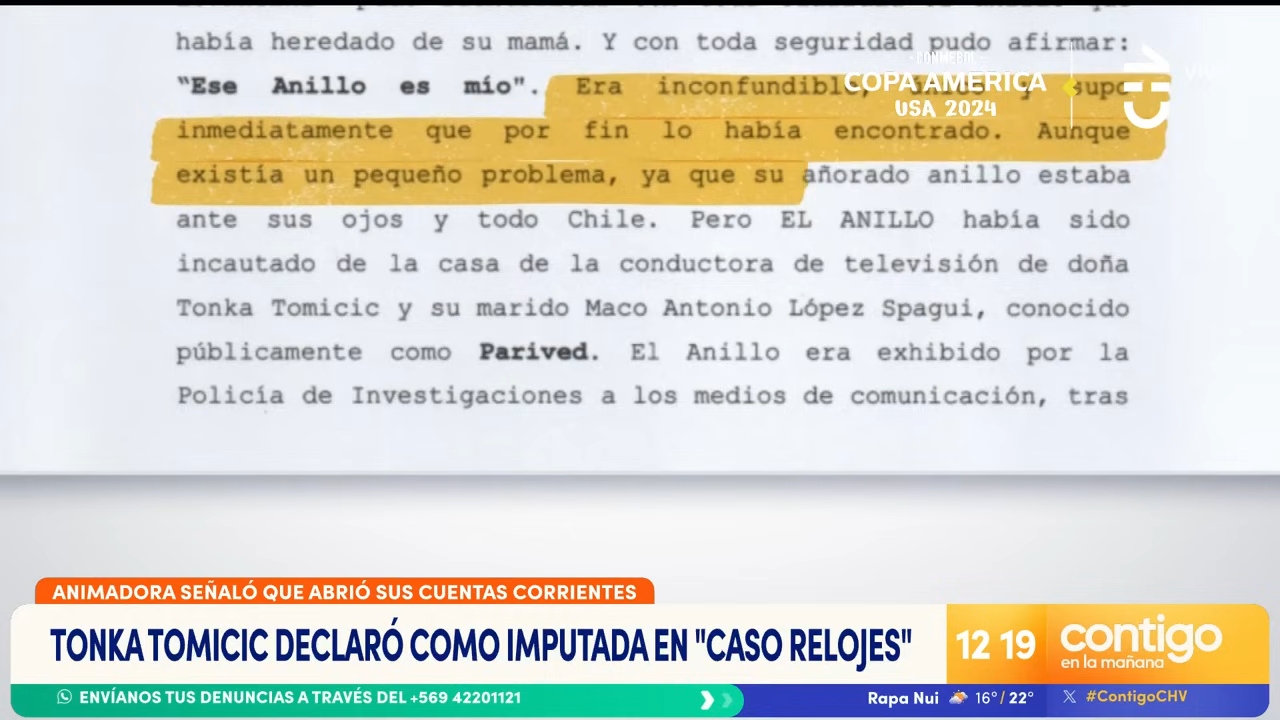 había heredado de su mamá. Y con toda seguridad pudo afirmar:
"Ese Anillo es mío". Era inconfundible, y supo
inmediatamente que por fin lo había encontrado. Aunque
existía un pequeño problema, ya que su añorado anillo estaba
ante sus ojos y todo Chile. Pero EL ANILLO había sido
incautado de la casa de la conductora de televisión de doña
Tonka Tomicic y su marido Maco Antonio López Spagui, conocido
públicamente como Parived. El Anillo era exhibido por la
Policía de Investigaciones a los medios de comunicación, tras
CONMEBOL
COPA AMERICA
USA 2024
VIVO
ANIMADORA SEÑALÓ QUE ABRIÓ SUS CUENTAS CORRIENTES
TONKA TOMICIC DECLARÓ COMO IMPUTADA EN "CASO RELOJES"
12 19
contigo
en la mañana
ENVÍANOS TUS DENUNCIAS A TRAVÉS DEL +569 42201121
Rapa Nui 16°/ 22°
#ContigoCHV